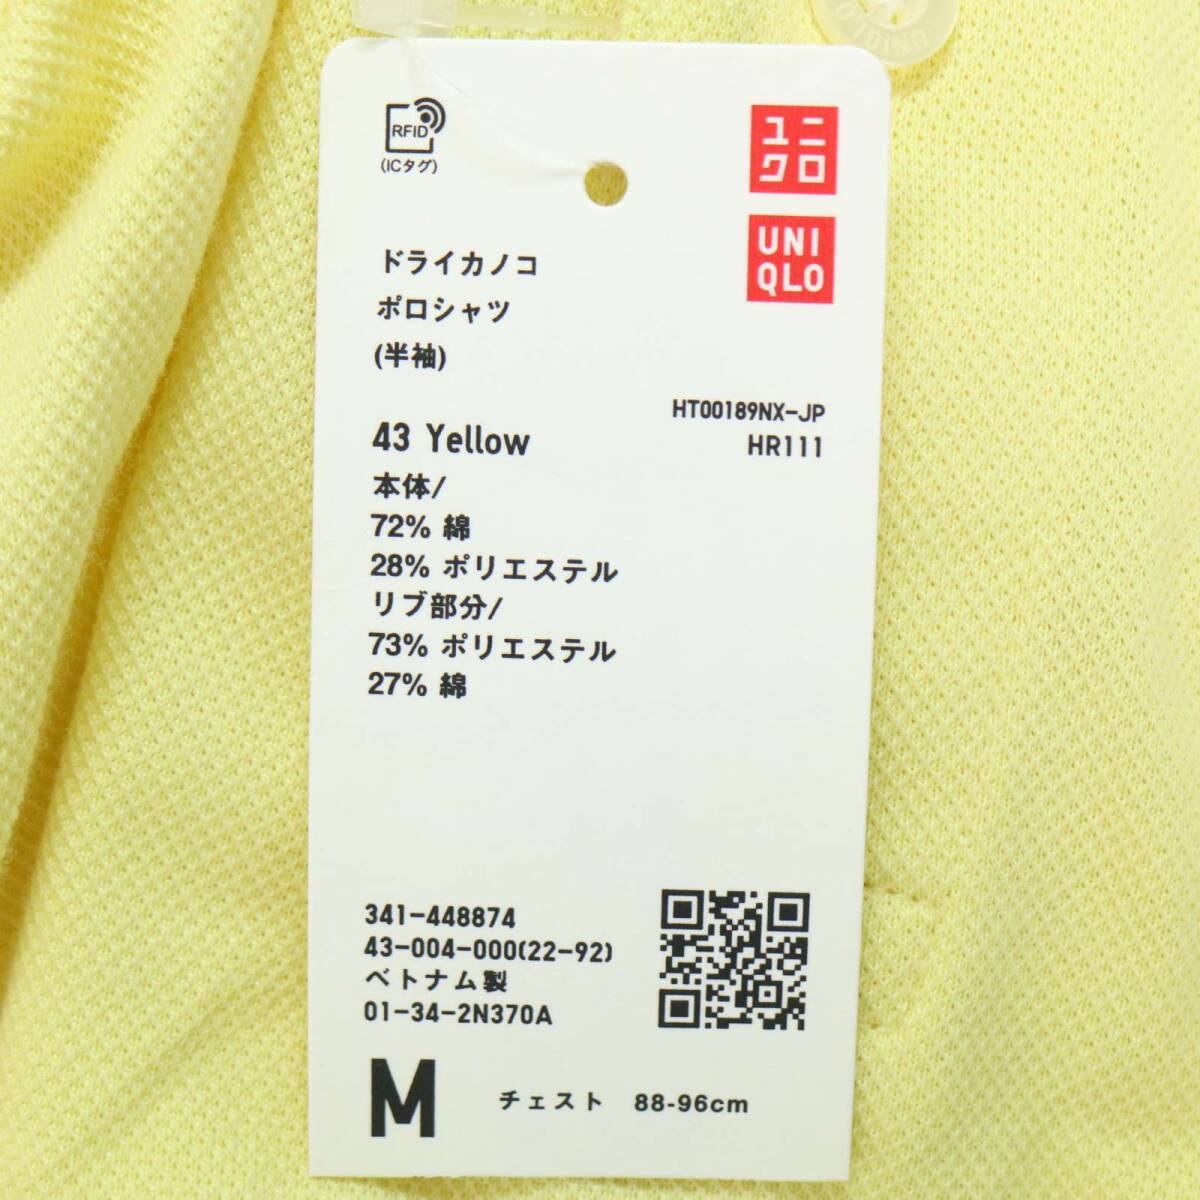 UNIQLO
RFID
(ICタグ)
ユニ
クロ
UNI
QLO
ドライカノコ
ポロシャツ
(半袖)
HT00189NX-JP
HR111
43 Yellow
本体/
72% 綿
28% ポリエステル
リブ部分/
73% ポリエステル
27% 綿
341-448874
43-004-000(22-92)
ベトナム製
01-34-2N370A
M
チェスト 88-96cm